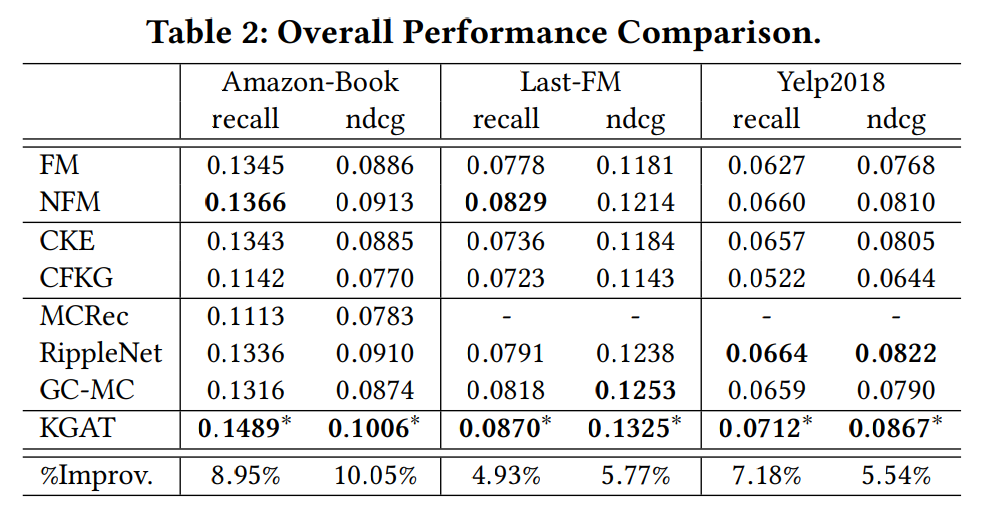 Table 2: Overall Performance Comparison.
Amazon-Book Last-FM Yelp2018
recall ndcg recall ndcg recall ndcg
FM 0.1345 0.0886 0.0778 0.1181 0.0627 0.0768
NFM 0.1366 0.0913 0.0829 0.1214 0.0660 0.0810
CKE 0.1343 0.0885 0.0736 0.1184 0.0657 0.0805
CFKG 0.1142 0.0770 0.0723 0.1143 0.0522 0.0644
MCRec 0.1113 0.0783 - - - -
RippleNet 0.1336 0.0910 0.0791 0.1238 0.0664 0.0822
GC-MC 0.1316 0.0874 0.0818 0.1253 0.0659 0.0790
KGAT 0.1489* 0.1006* 0.0870* 0.1325* 0.0712* 0.0867*
%Improv. 8.95% 10.05% 4.93% 5.77% 7.18% 5.54%